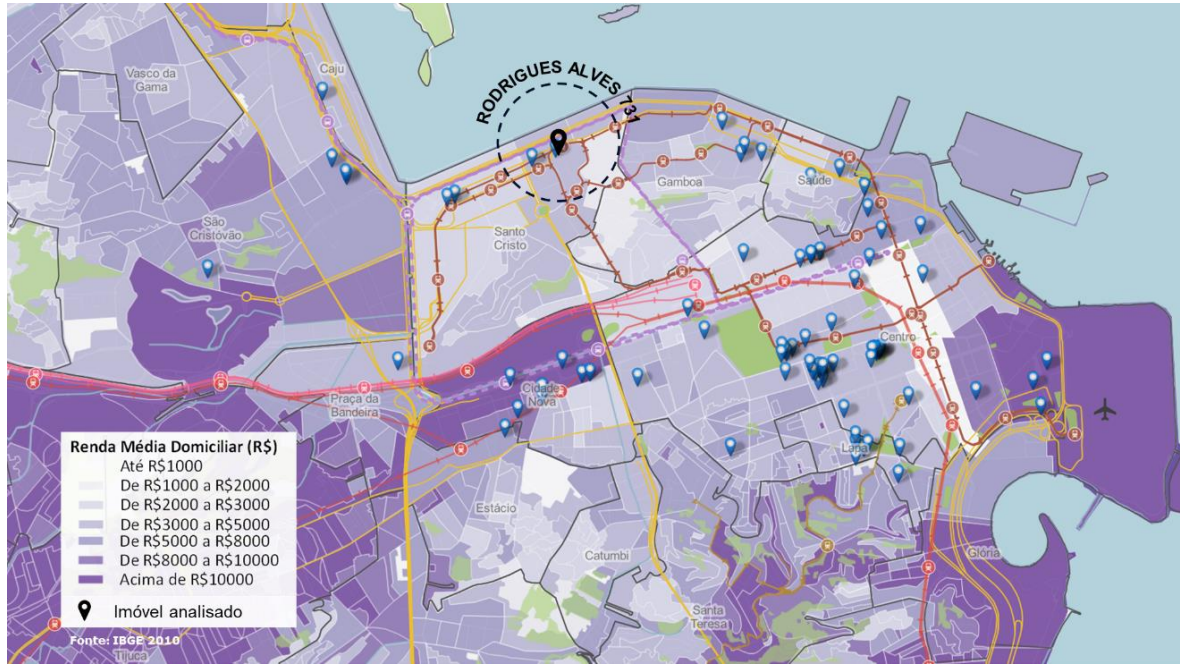 Vasco da
Gama
Caju
RODRIGUES ALVES 731
São
Cristóvão
Santo
Cristo
Gamboa
Saúde
Centro
Praça da
Bandeira
Cidade
Nova
Lapa
Estácio
Catumbi
Santa
Teresa
Glória
Tijuca
Renda Média Domiciliar (R$)
Até R$1000
De R$1000 a R$2000
De R$2000 a R$3000
De R$3000 a R$5000
De R$5000 a R$8000
De R$8000 a R$10000
Acima de R$10000
Imóvel analisado
Fonte: IBGE 2010